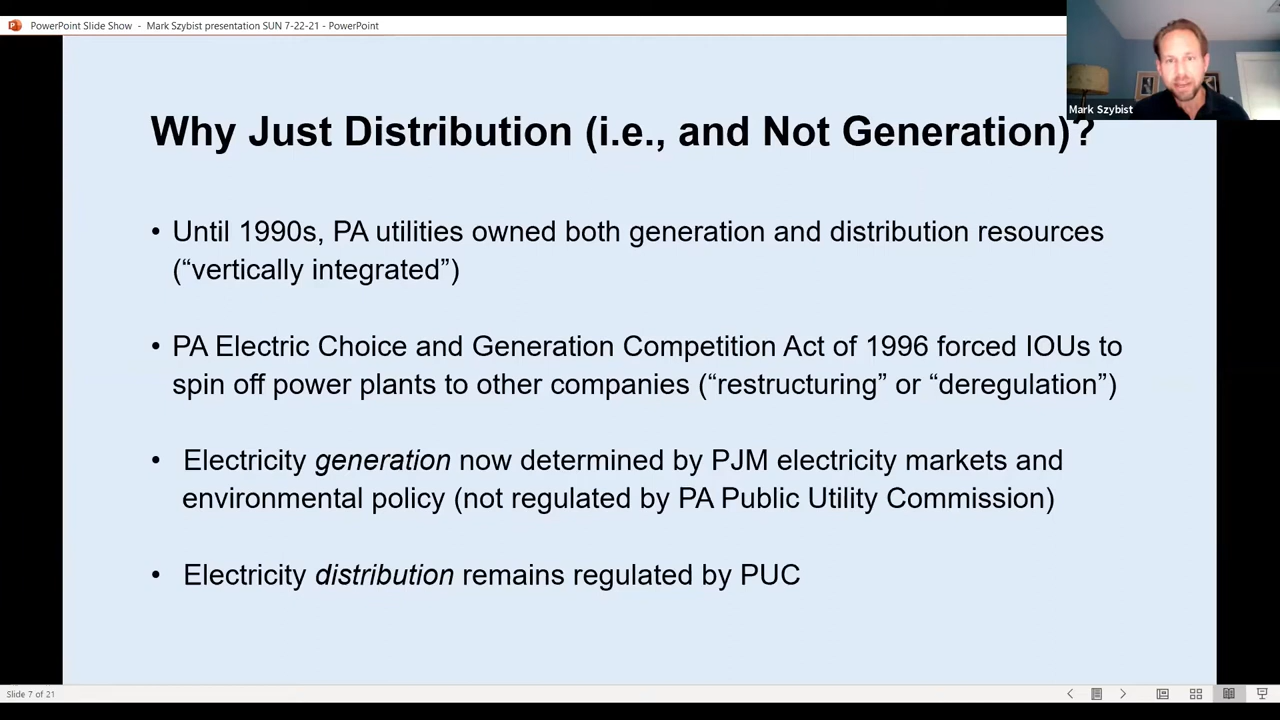 PowerPoint Slide Show - Mark Szybist presentation SUN 7-22-21 - PowerPoint
Mark Szybist
Why Just Distribution (i.e., and Not Generation)?
• Until 1990s, PA utilities owned both generation and distribution resources
(“vertically integrated”)
• PA Electric Choice and Generation Competition Act of 1996 forced IOUs to
spin off power plants to other companies (“restructuring” or “deregulation”)
• Electricity generation now determined by PJM electricity markets and
environmental policy (not regulated by PA Public Utility Commission)
• Electricity distribution remains regulated by PUC
Slide 7 of 21